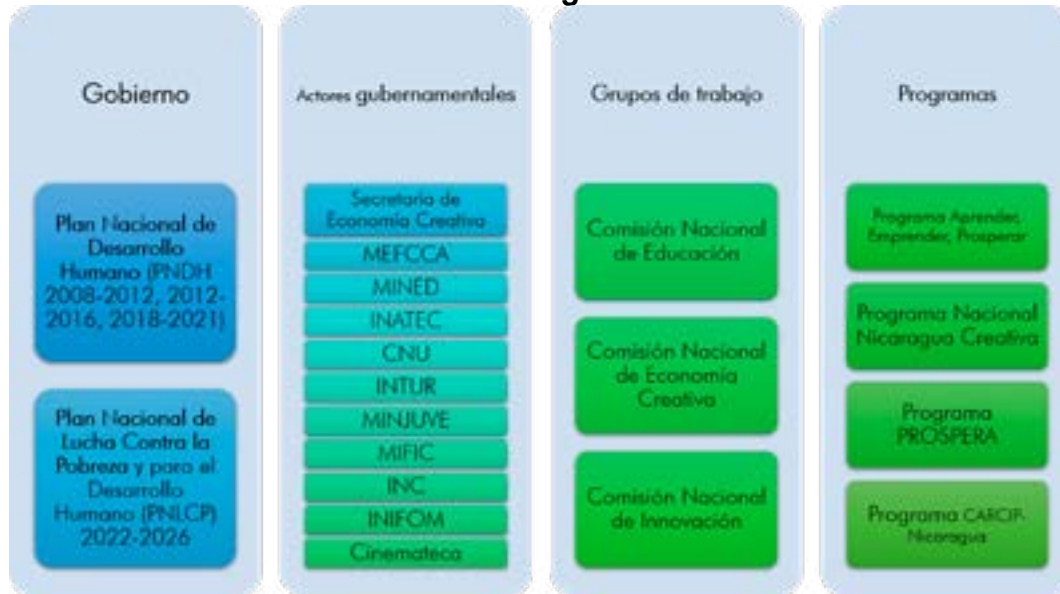 Gobierno
Plan Nacional de
Desarrollo
Humano (PNDH
2008-2012, 2012-
2016, 2018-2021)
Plan Nacional de
Lucha Contra la
Pobreza y para el
Desarrollo
Humano (PNLCP)
2022-2026
Actores gubernamentales
Secretaría de
Economía Creativa
MEFCCA
MINED
INATEC
CNU
INTUR
MINJUVE
MIFIC
INC
INIFOM
Cinemateca
Grupos de trabajo
Comisión Nacional
de Educación
Comisión Nacional
de Economía
Creativa
Comisión Nacional
de Innovación
Programas
Programa Aprender,
Emprender, Prosperar
Programa Nacional
Nicaragua Creativa
Programa
PROSPERA
Programa CARCIP-
Nicaragua